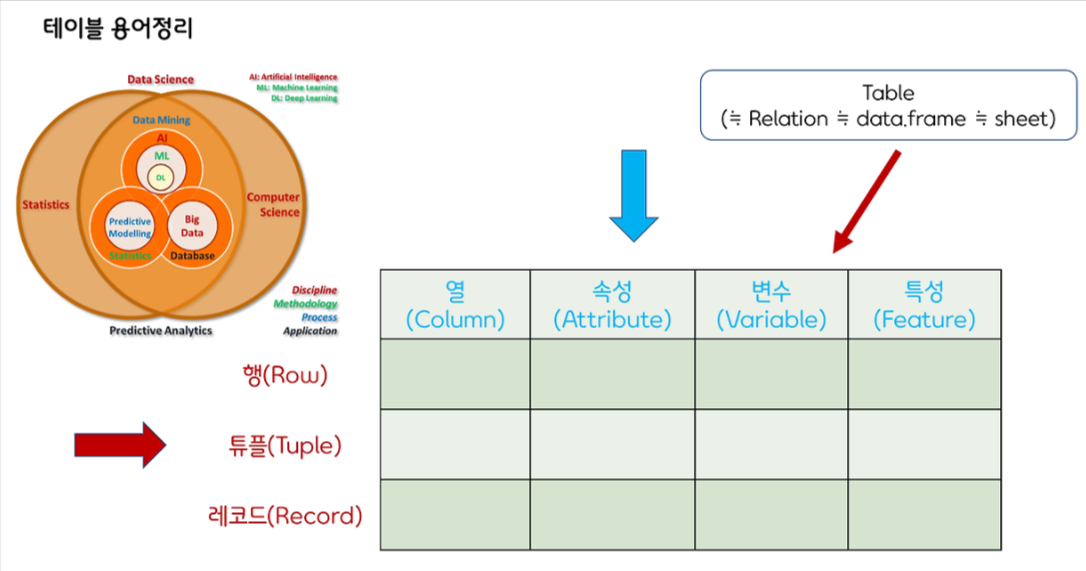 테이블 용어정리
Data Science
AI: Artificial Intelligence
ML: Machine Learning
DL: Deep Learning
Data Mining
AI
ML
DL
Statistics
Computer
Science
Predictive
Modelling
Big
Data
Statistics
Database
Discipline
Methodology
Process
Application
Predictive Analytics
Table
(≒ Relation ≒ data.frame ≒ sheet)
열
(Column)
속성
(Attribute)
변수
(Variable)
특성
(Feature)
행(Row)
튜플(Tuple)
레코드(Record)